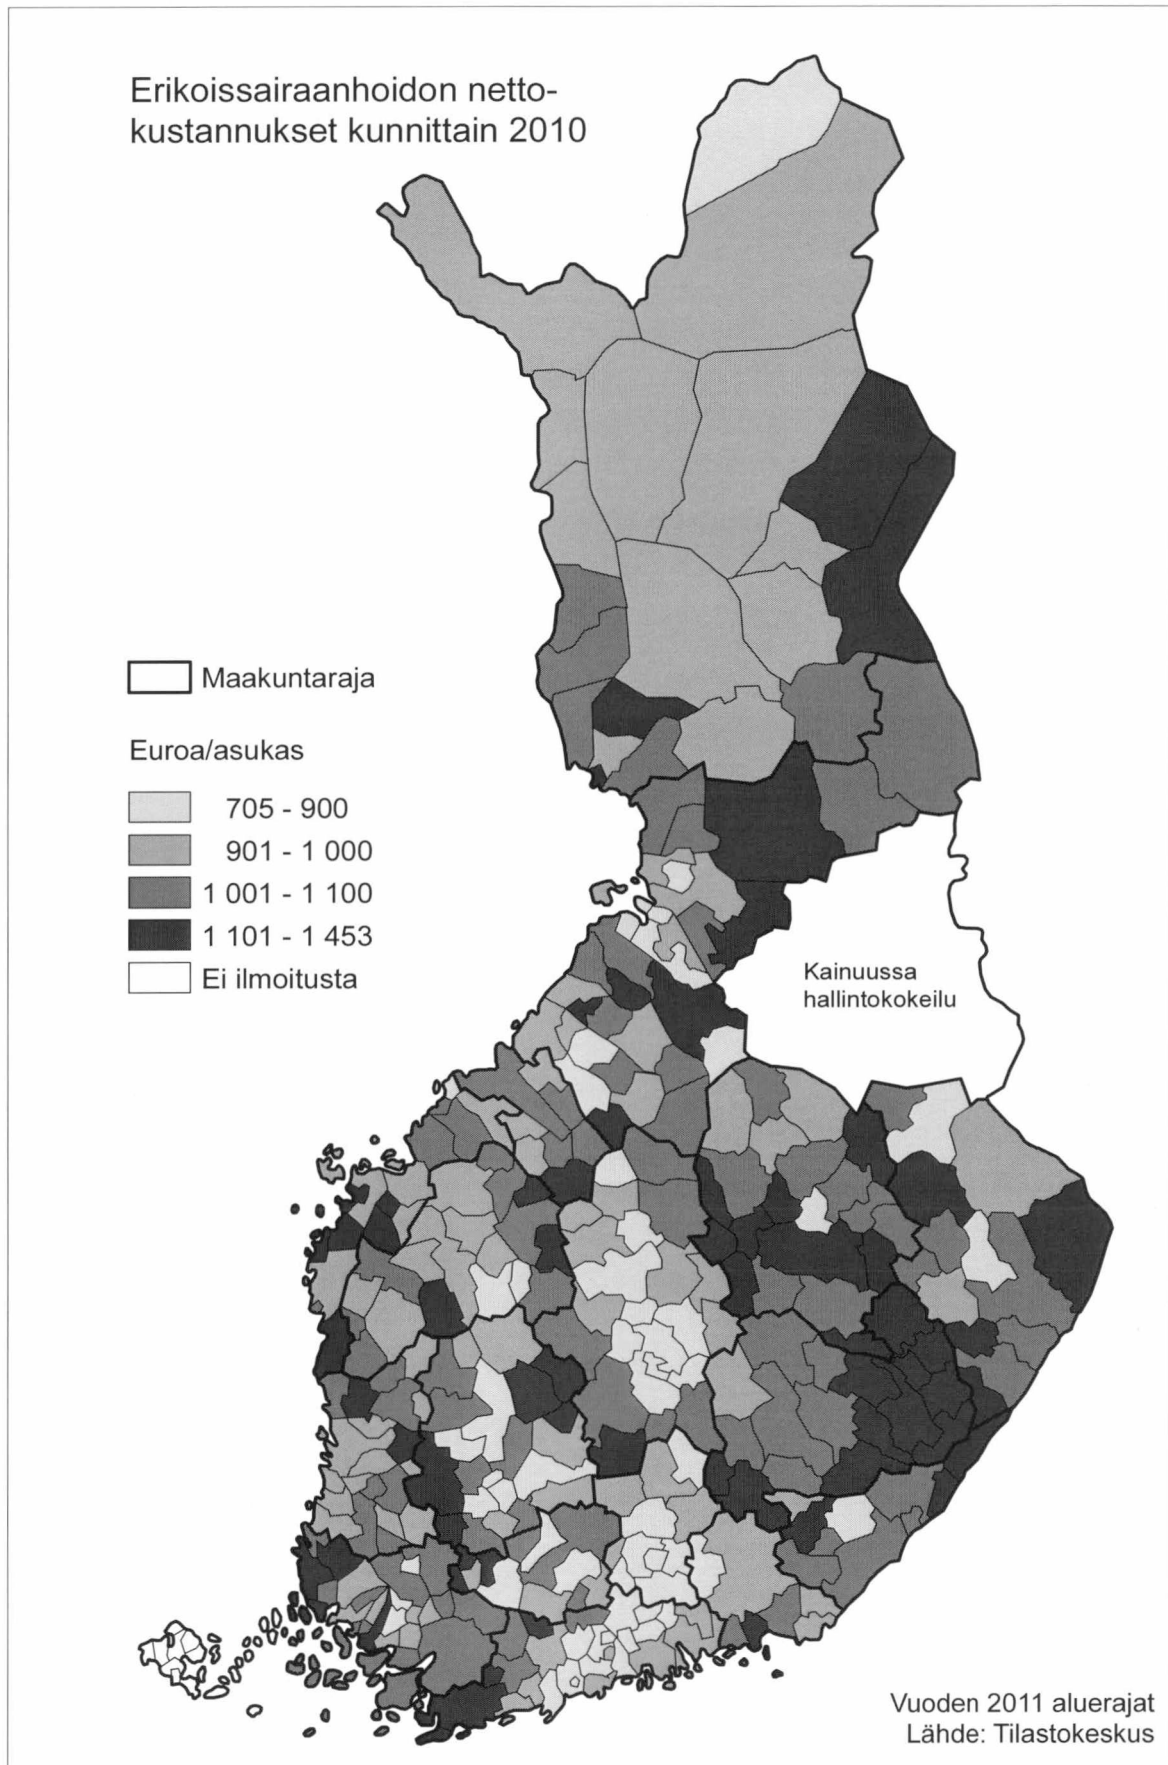 Erikoissairaanhoidon netto-
kustannukset kunnittain 2010
Maakuntaraja
Euroa/asukas
705 - 900
901 - 1 000
1 001 - 1 100
1 101 - 1 453
Ei ilmoitusta
Kainuussa
hallintokokeilu
Vuoden 2011 aluerajat
Lähde: Tilastokeskus